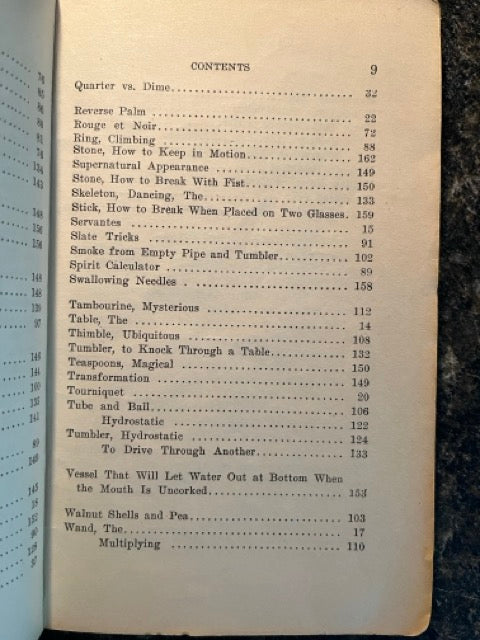 CONTENTS 9
Quarter vs. Dime 32
Reverse Palm 22
Rouge et Noir 72
Ring, Climbing 88
Stone, How to Keep in Motion 162
Supernatural Appearance 149
Stone, How to Break With Fist 150
Skeleton, Dancing, The 133
Stick, How to Break When Placed on Two Glasses. 159
Servantes 15
Slate Tricks 91
Smoke from Empty Pipe and Tumbler 102
Spirit Calculator 89
Swallowing Needles 158
Tambourine, Mysterious 112
Table, The 14
Thimble, Ubiquitous 108
Tumbler, to Knock Through a Table 132
Teaspoons, Magical 150
Transformation 149
Tourniquet 20
Tube and Ball 106
Hydrostatic 122
Tumbler, Hydrostatic 124
To Drive Through Another 133
Vessel That Will Let Water Out at Bottom When
the Mouth Is Uncorked 153
Walnut Shells and Pea 103
Wand, The 17
Multiplying 110